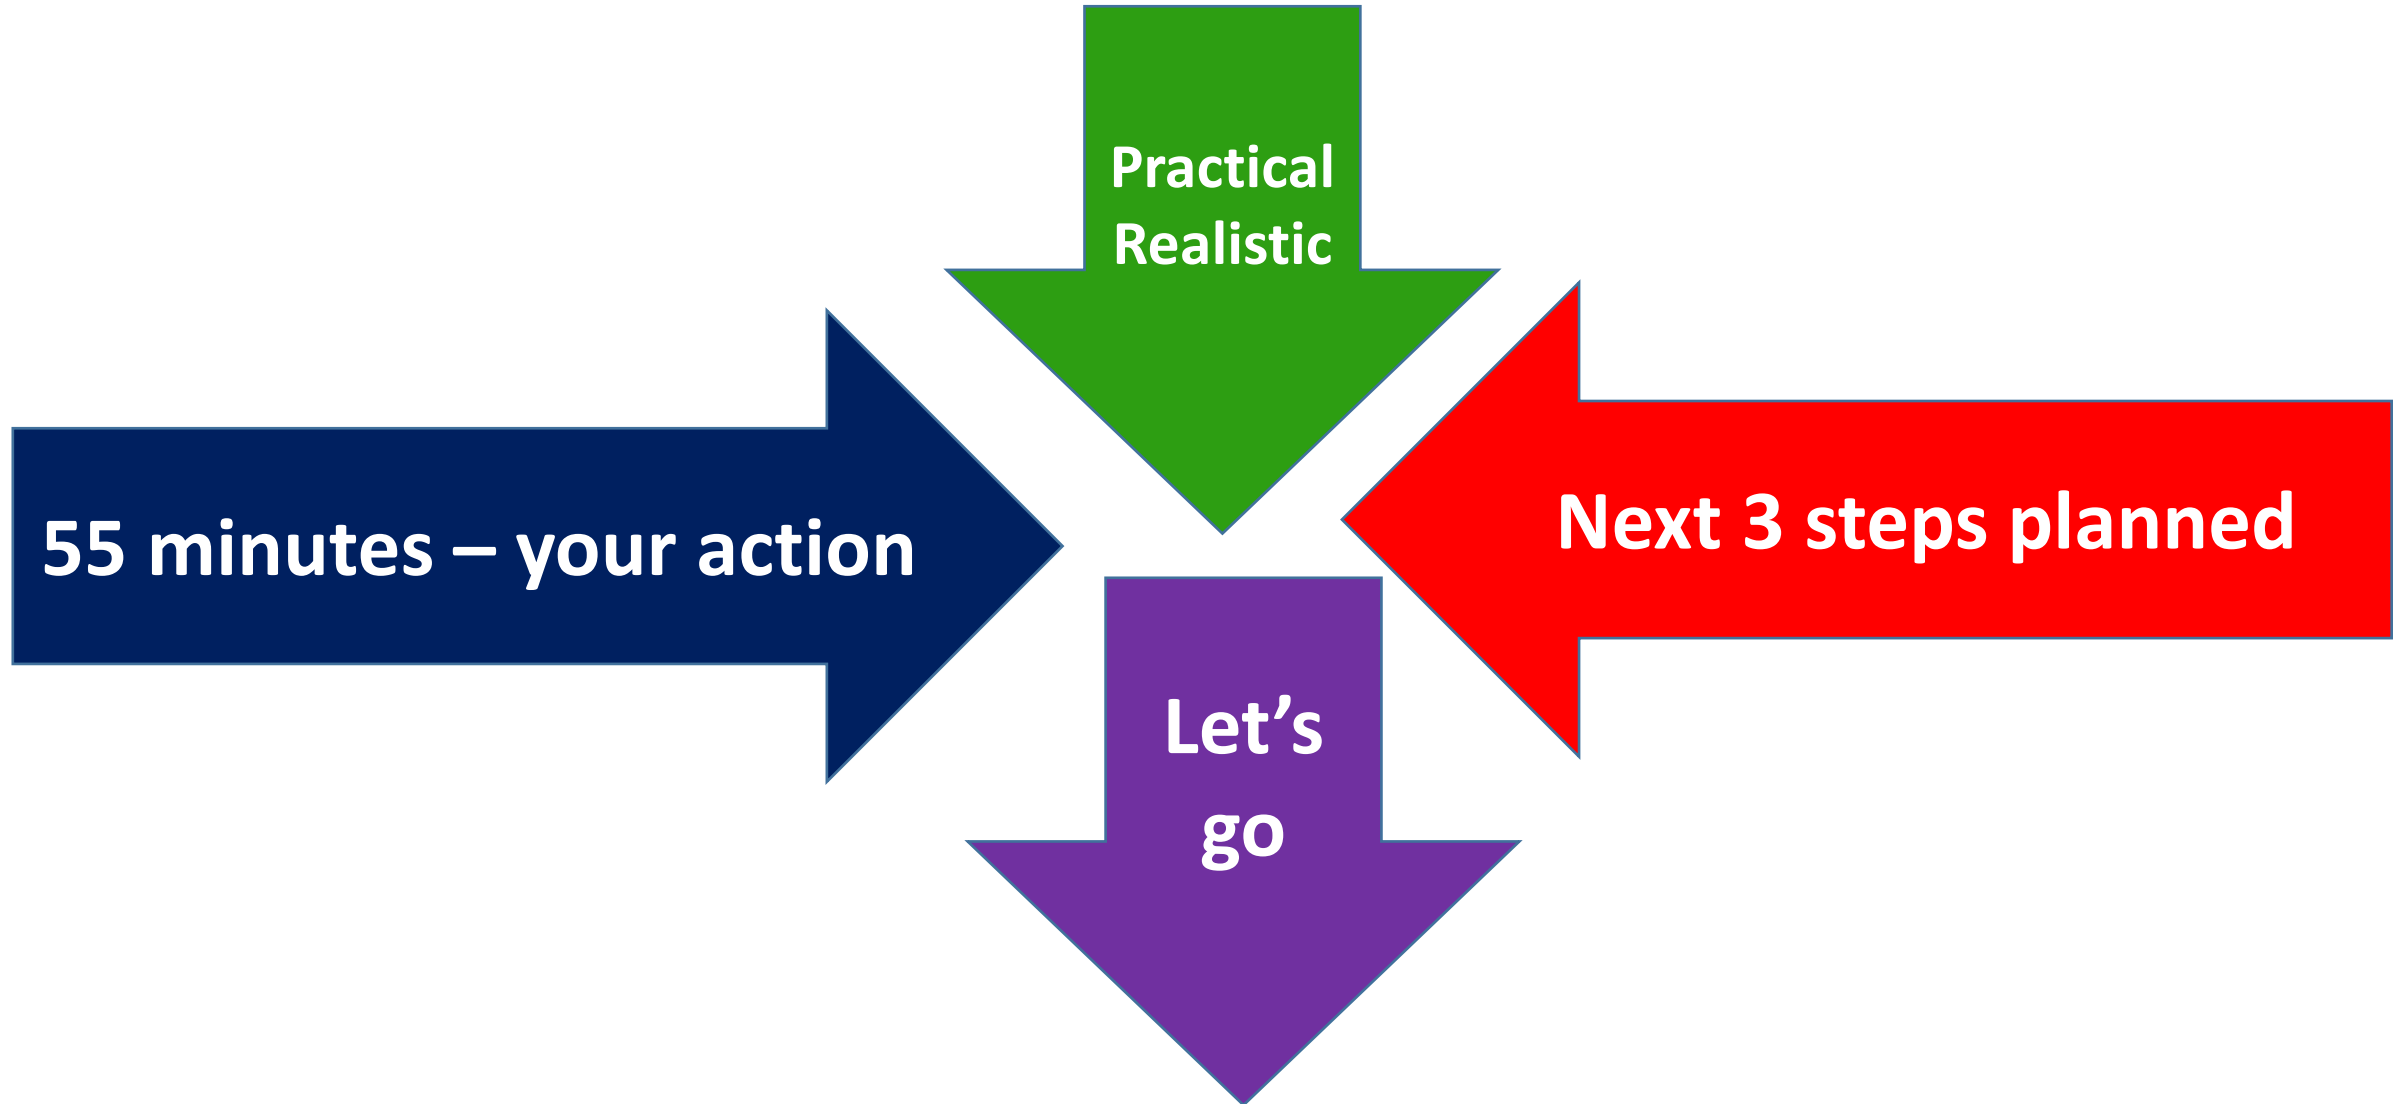 Practical
Realistic
55 minutes – your action
Next 3 steps planned
Let’s
go